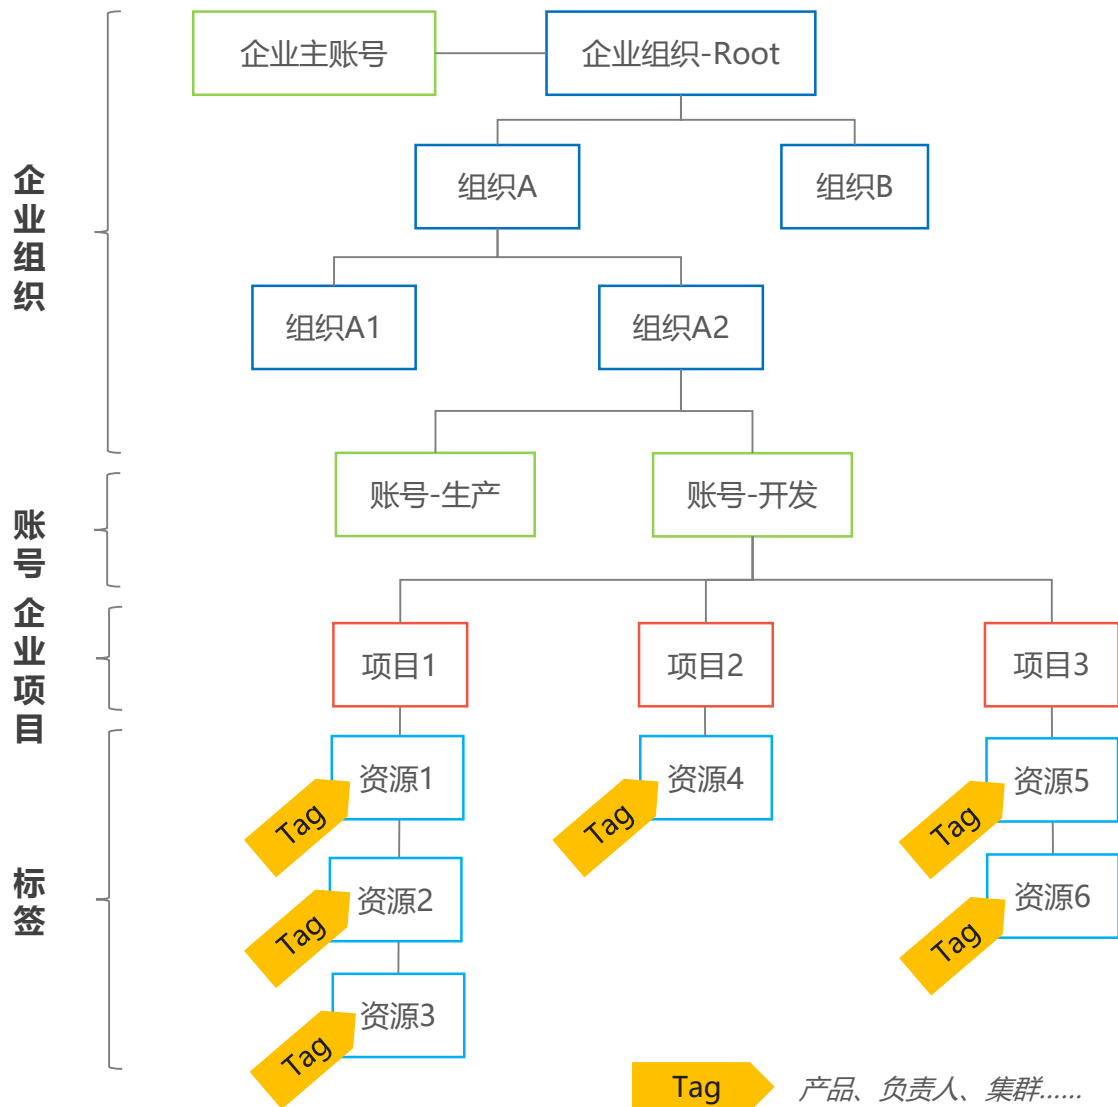 企业主账号
企业组织-Root
组织A
组织B
企业组织
组织A1
组织A2
账号-生产
账号-开发
账号
企业项目
项目1
项目2
项目3
资源1
资源4
资源5
Tag
Tag
Tag
标签
资源2
资源6
Tag
Tag
资源3
Tag
Tag
产品、负责人、集群......